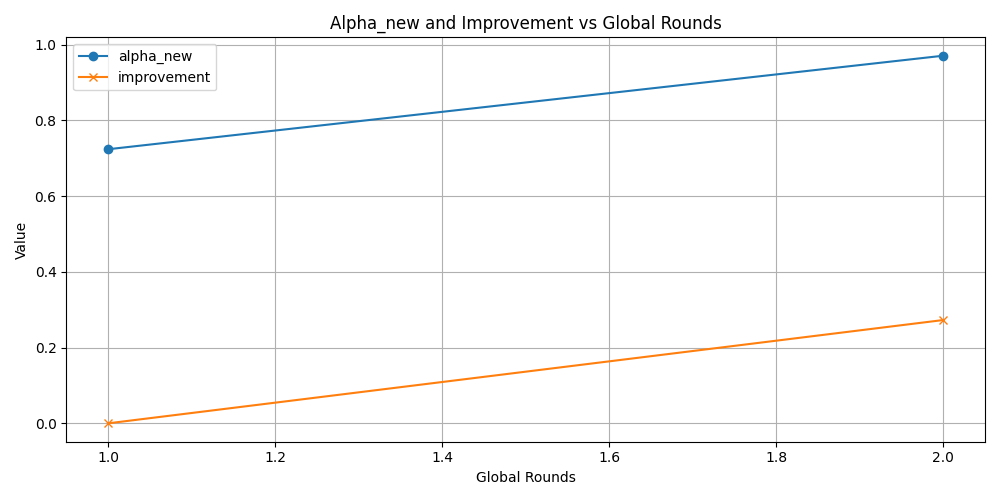 Alpha_new and Improvement vs Global Rounds
alpha_new
improvement
1.0
0.8
0.6
0.4
0.2
0.0
Value
1.0 1.2 1.4 1.6 1.8 2.0
Global Rounds